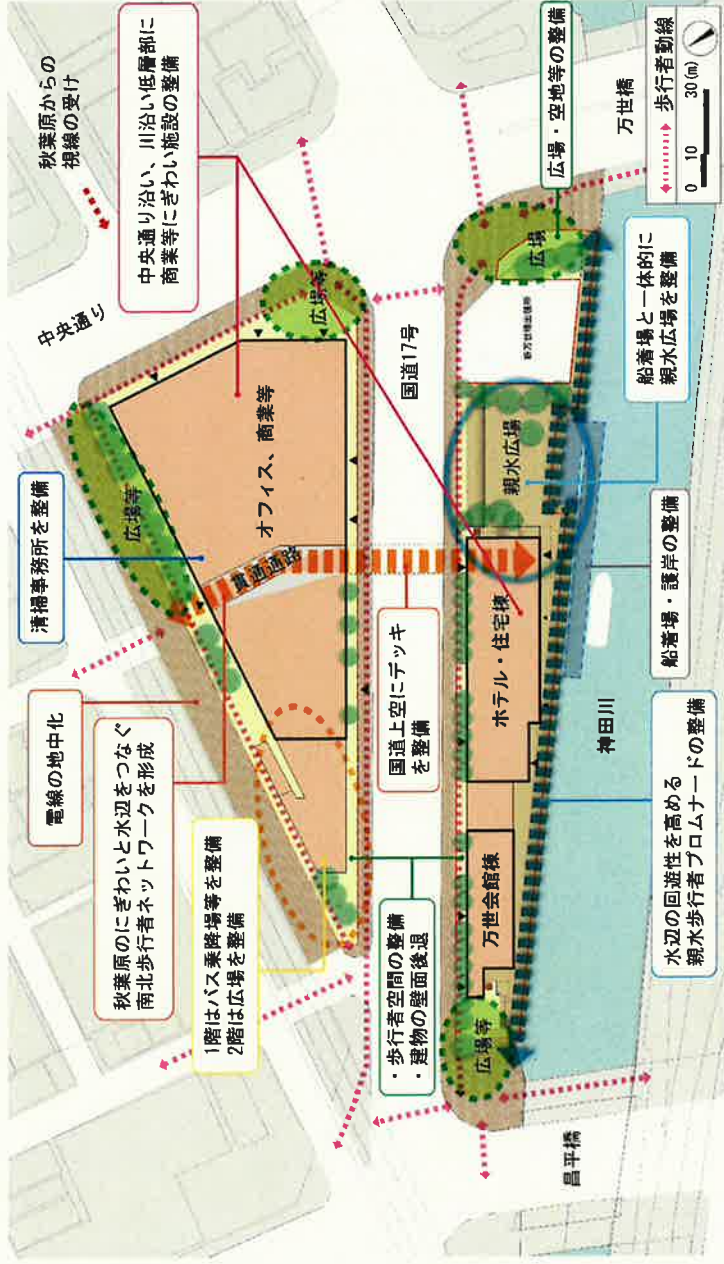 秋葉原からの
視線の受け
中央通り
中央通り沿い、川沿い低層部に
商業等にぎわい施設の整備
清掃事務所を整備
電線の地中化
秋葉原のにぎわいと水辺をつなぐ
南北歩行者ネットワークを形成
1階はバス乗降場等を整備
2階は広場を整備
広場等
広場等
オフィス、商業等
貫通通路
国道17号
国道上空にデッキ
を整備
・歩行者空間の整備
・建物の壁面後退
広場・空地等の整備
広場
新万世橋出張所
親水広場
ホテル・住宅棟
万世会館棟
広場等
万世橋
昌平橋
神田川
船着場と一体的に
親水広場を整備
船着場・護岸の整備
水辺の回遊性を高める
親水歩行者プロムナードの整備
歩行者動線
0 10 30(m)